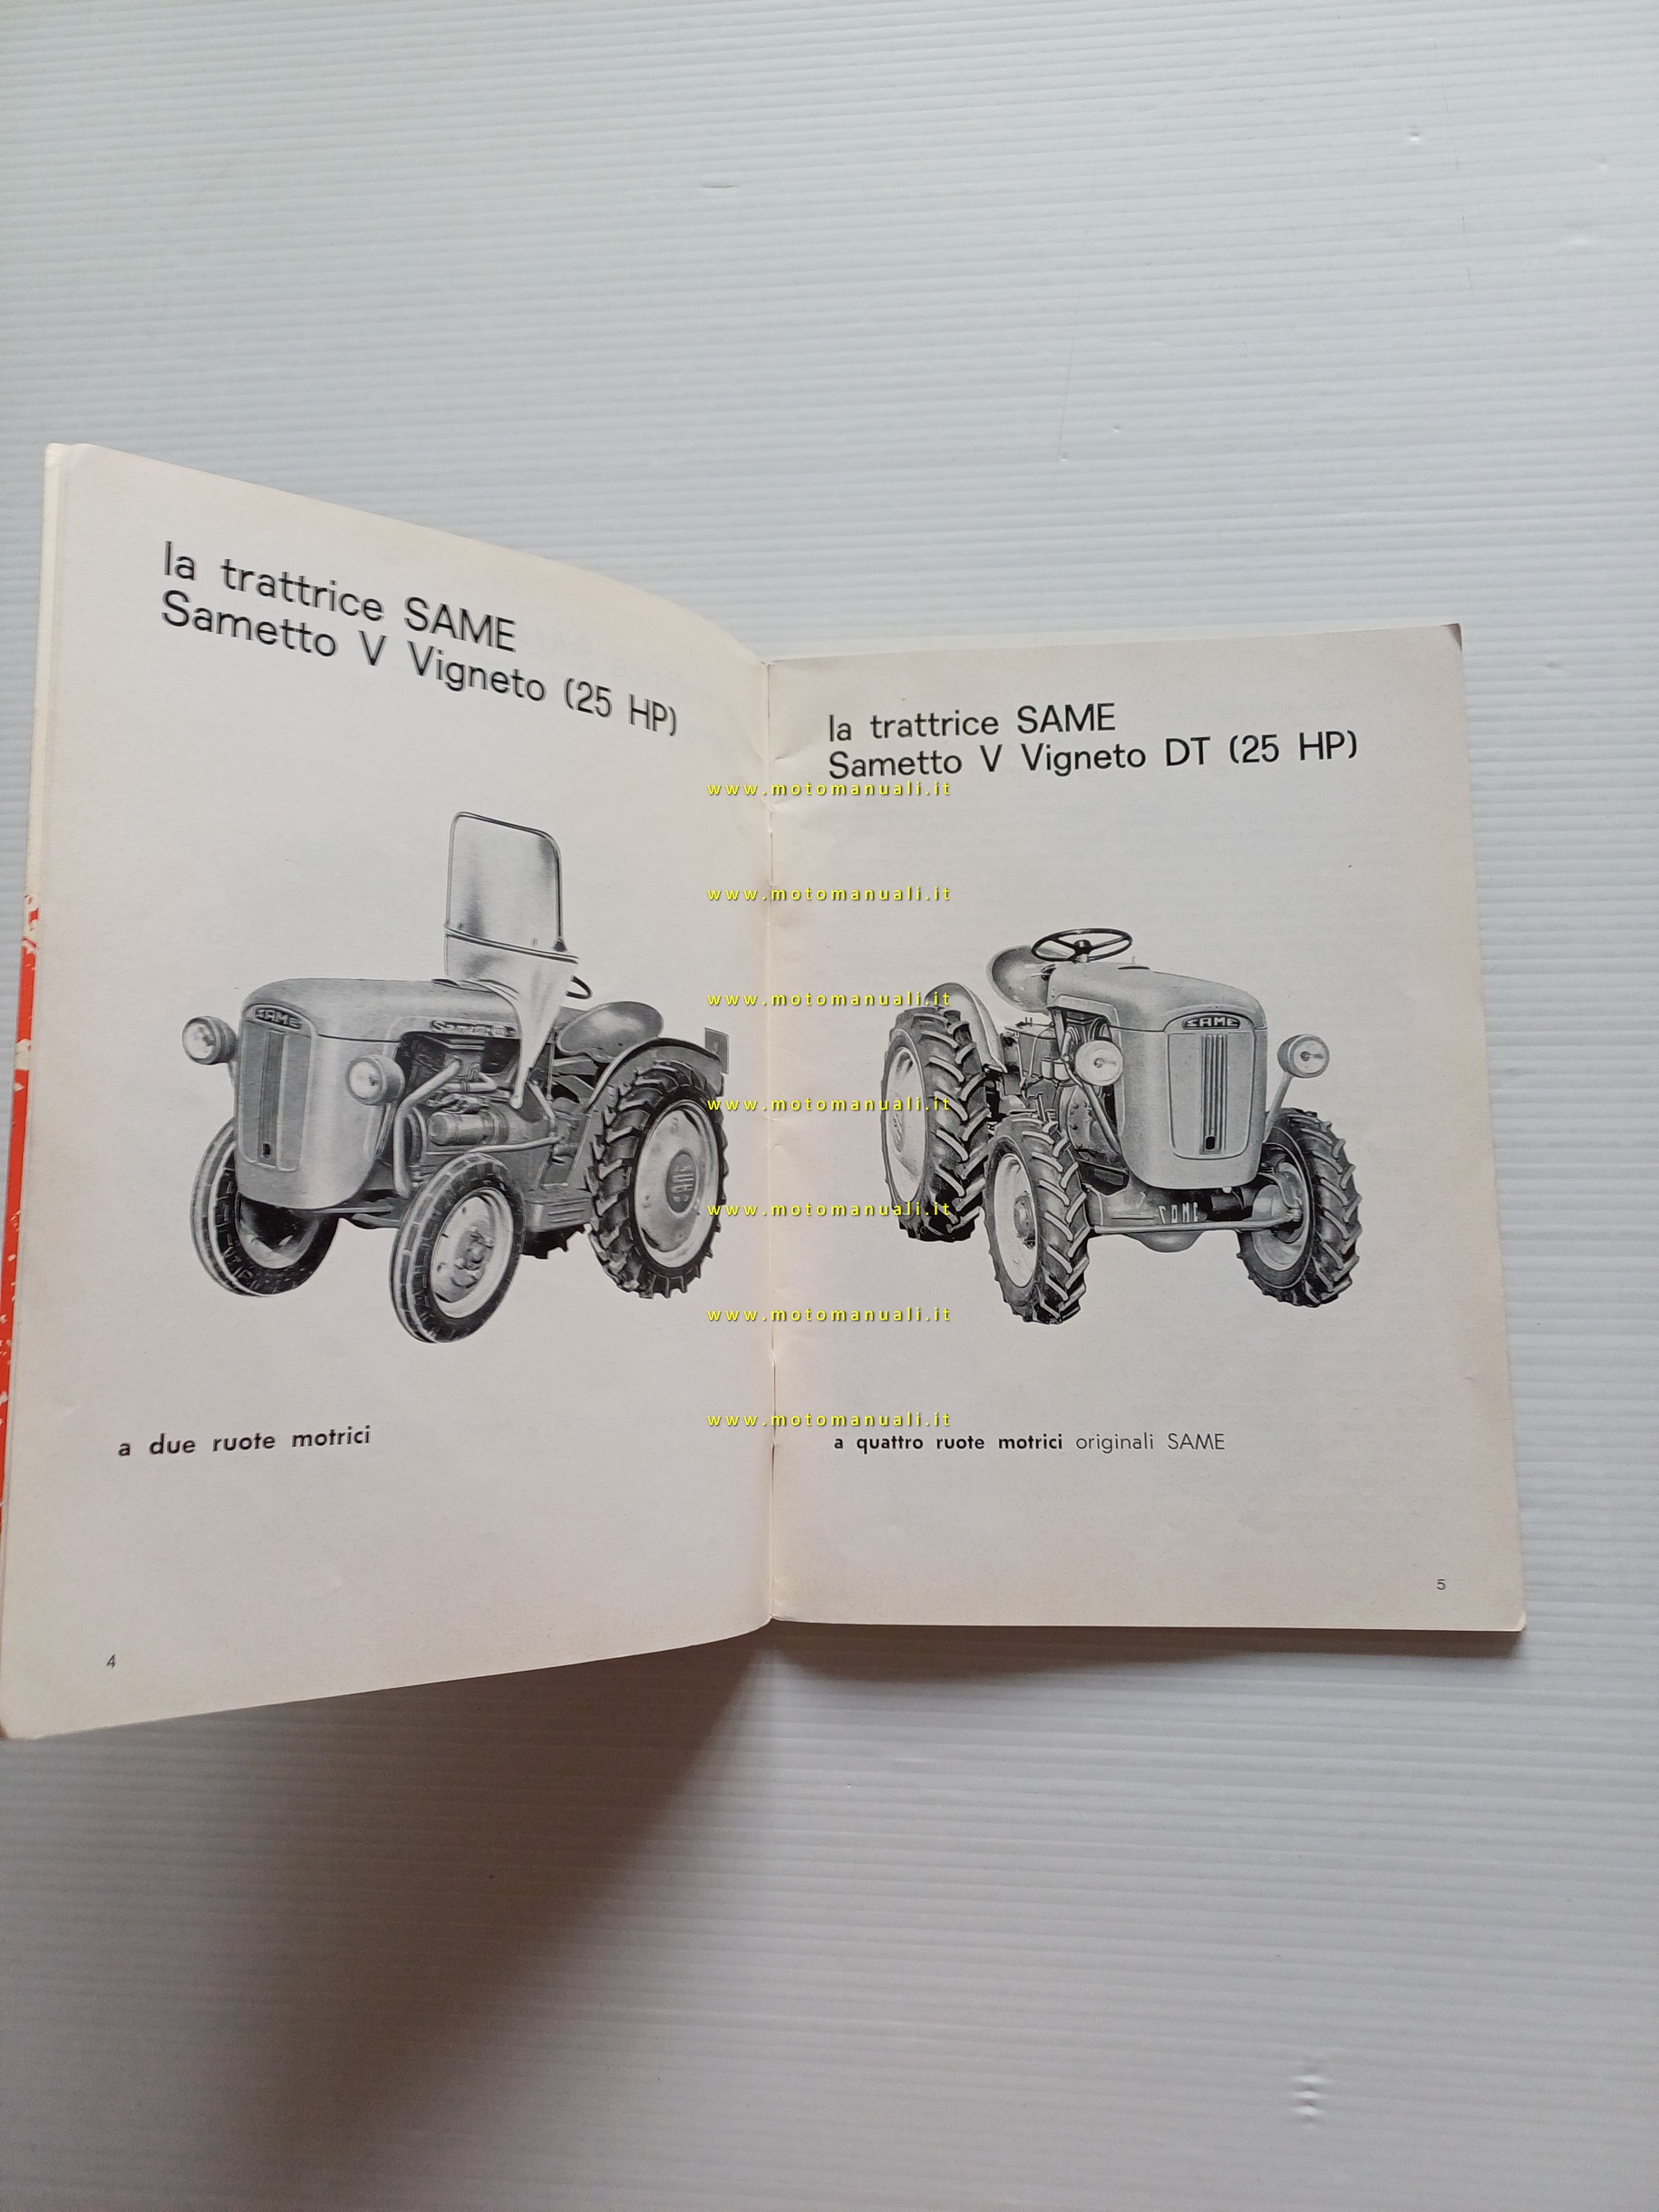 la trattrice SAME
Sametto V Vigneto (25 HP)
SAME
a due ruote motrici
4
la trattrice SAME
Sametto V Vigneto DT (25 HP)
SAME
a quattro ruote motrici originali SAME
5
www.motomanuali.it
www.motomanuali.it
www.motomanuali.it
www.motomanuali.it
www.motomanuali.it
www.motomanuali.it
www.motomanuali.it